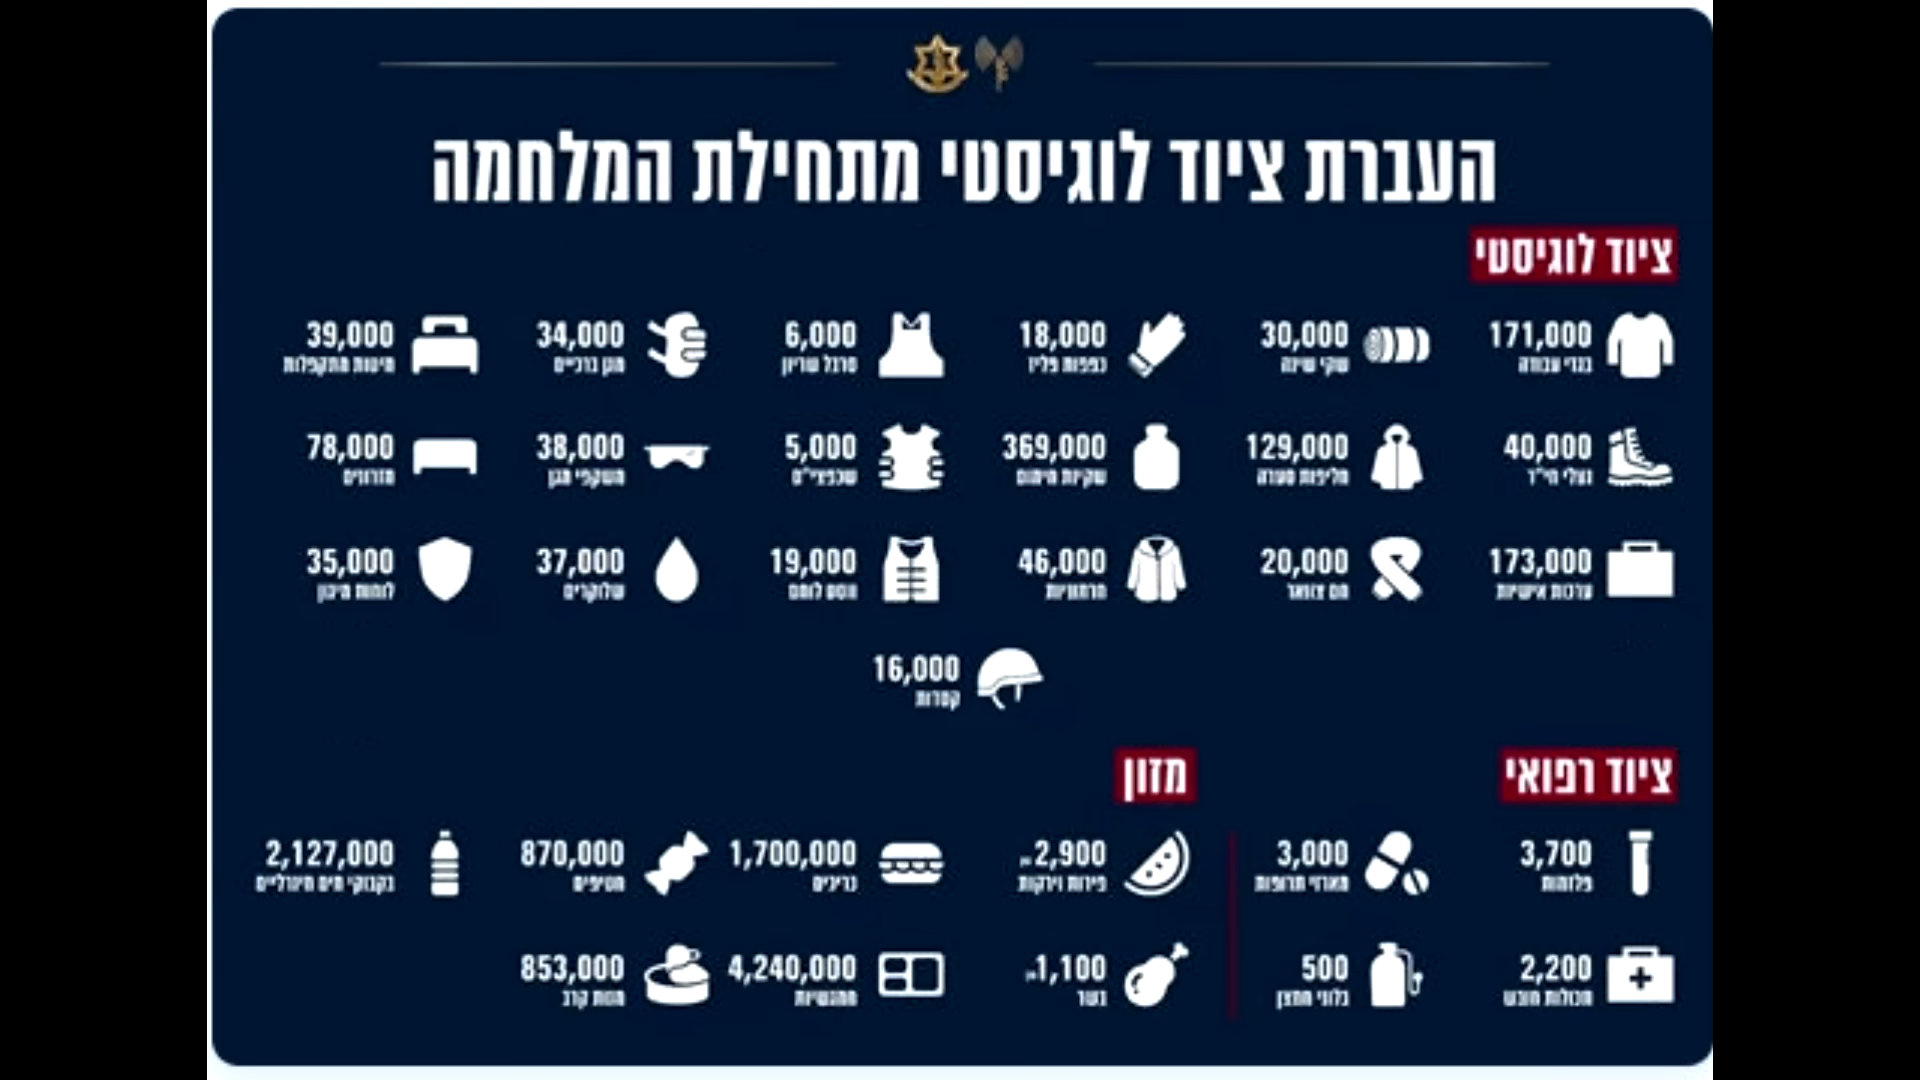 העברת ציוד לוגיסטי מתחילת המלחמה
ציוד לוגיסטי
171,000
בגדי עבודה
30,000
שקי שינה
18,000
כפפות פליז
6,000
סרבל שריון
34,000
מגן ברכיים
39,000
מיטות מתקפלות
40,000
נעלי חי"ר
129,000
חליפות סערה
369,000
שקיות חימום
5,000
שכפצי"ם
38,000
משקפי מגן
78,000
מזרונים
173,000
ערכות אישיות
20,000
חם צוואר
46,000
חרמוניות
19,000
ווסט לוחם
37,000
שלוקרים
35,000
לוחות מיגון
16,000
קסדות
ציוד רפואי
3,700
פלזמות
3,000
מארזי תרופות
2,200
תכולות חובש
500
בלוני חמצן
מזון
2,900
פירות וירקות
1,700,000
כריכים
870,000
חטיפים
2,127,000
בקבוקי מים מינרליים
1,100
בשר
4,240,000
חמגשיות
853,000
מנות קרב